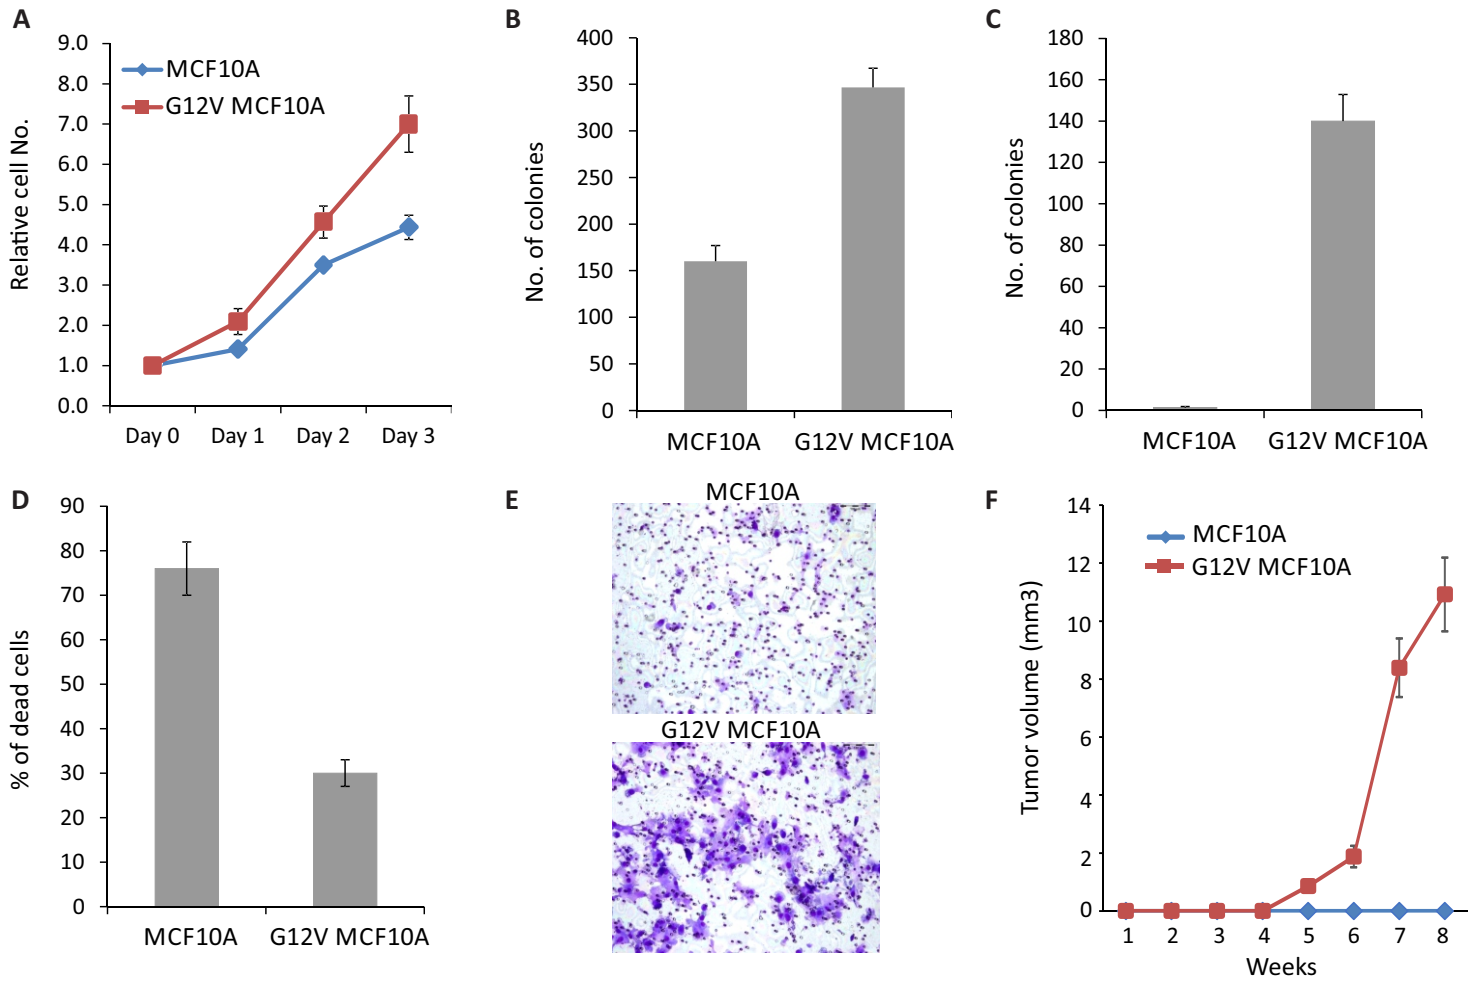 A
9.0
8.0
7.0
6.0
5.0
4.0
3.0
2.0
1.0
0.0
Relative cell No.
MCF10A
G12V MCF10A
Day 0 Day 1 Day 2 Day 3
B
400
350
300
250
200
150
100
50
0
No. of colonies
MCF10A G12V MCF10A
C
180
160
140
120
100
80
60
40
20
0
No. of colonies
MCF10A G12V MCF10A
D
90
80
70
60
50
40
30
20
10
0
% of dead cells
MCF10A G12V MCF10A
E
MCF10A
G12V MCF10A
F
14
12
10
8
6
4
2
0
Tumor volume (mm3)
MCF10A
G12V MCF10A
1 2 3 4 5 6 7 8
Weeks